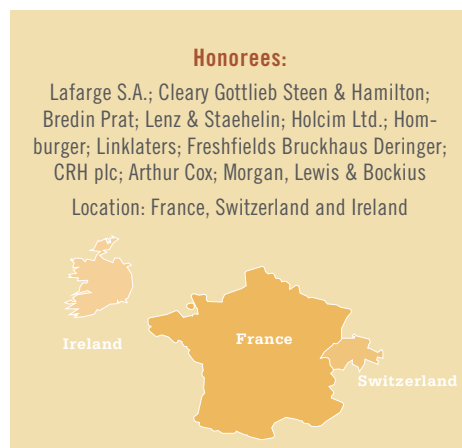 Honorees:
Lafarge S.A.; Cleary Gottlieb Steen & Hamilton;
Bredin Prat; Lenz & Staehelin; Holcim Ltd.; Hom-
burger; Linklaters; Freshfields Bruckhaus Deringer;
CRH plc; Arthur Cox; Morgan, Lewis & Bockius
Location: France, Switzerland and Ireland
Ireland
France
Switzerland